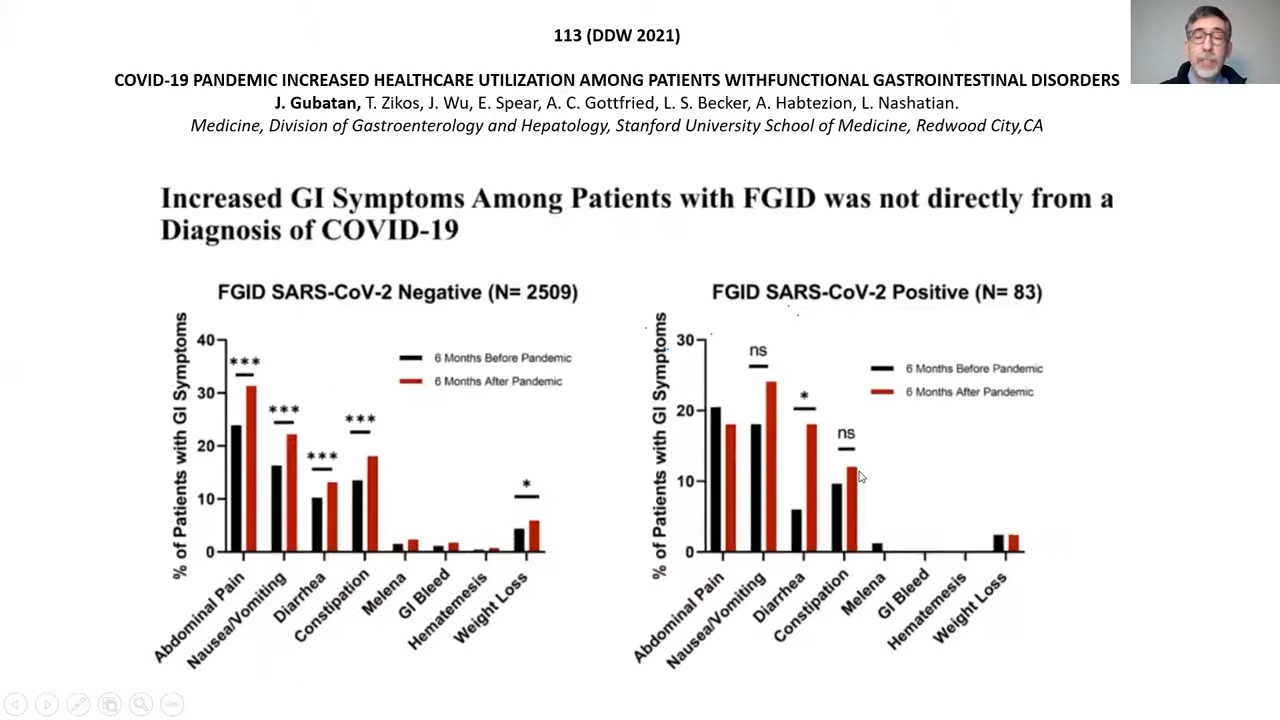 113 (DDW 2021)
COVID-19 PANDEMIC INCREASED HEALTHCARE UTILIZATION AMONG PATIENTS WITHFUNCTIONAL GASTROINTESTINAL DISORDERS
J. Gubatan, T. Zikos, J. Wu, E. Spear, A. C. Gottfried, L. S. Becker, A. Habtezion, L. Nashatian.
Medicine, Division of Gastroenterology and Hepatology, Stanford University School of Medicine, Redwood City,CA
Increased GI Symptoms Among Patients with FGID was not directly from a
Diagnosis of COVID-19
FGID SARS-CoV-2 Negative (N= 2509)
% of Patients with GI Symptoms
40
30
20
10
0
***
***
***
***
*
6 Months Before Pandemic
6 Months After Pandemic
Abdominal Pain
Nausea/Vomiting
Diarrhea
Constipation
Melena
GI Bleed
Hematemesis
Weight Loss
FGID SARS-CoV-2 Positive (N= 83)
% of Patients with GI Symptoms
30
20
10
0
ns
*
ns
6 Months Before Pandemic
6 Months After Pandemic
Abdominal Pain
Nausea/Vomiting
Diarrhea
Constipation
Melena
GI Bleed
Hematemesis
Weight Loss